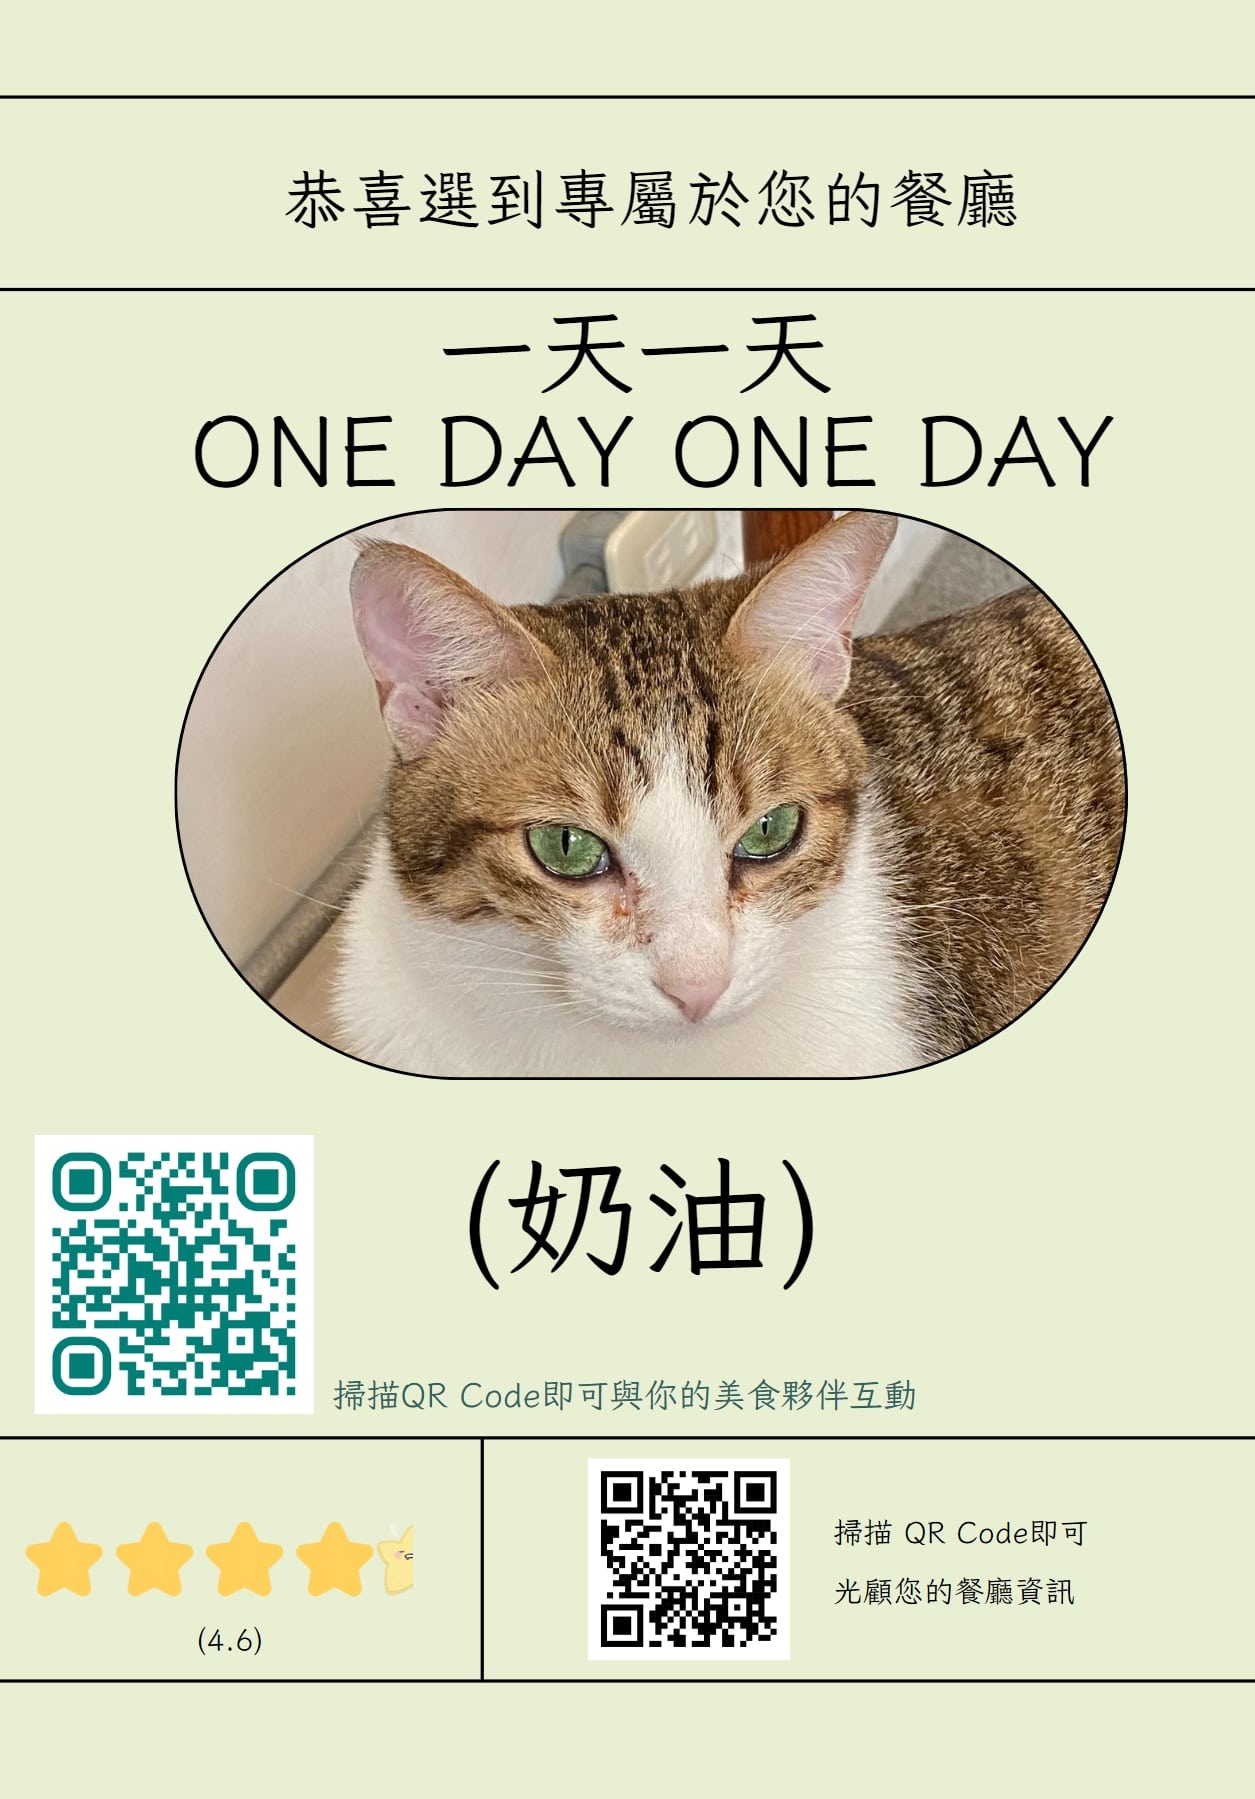 恭喜選到專屬於您的餐廳
一天一天
ONE DAY ONE DAY
(奶油)
掃描QR Code即可與你的美食夥伴互動
(4.6)
掃描 QR Code即可
光顧您的餐廳資訊